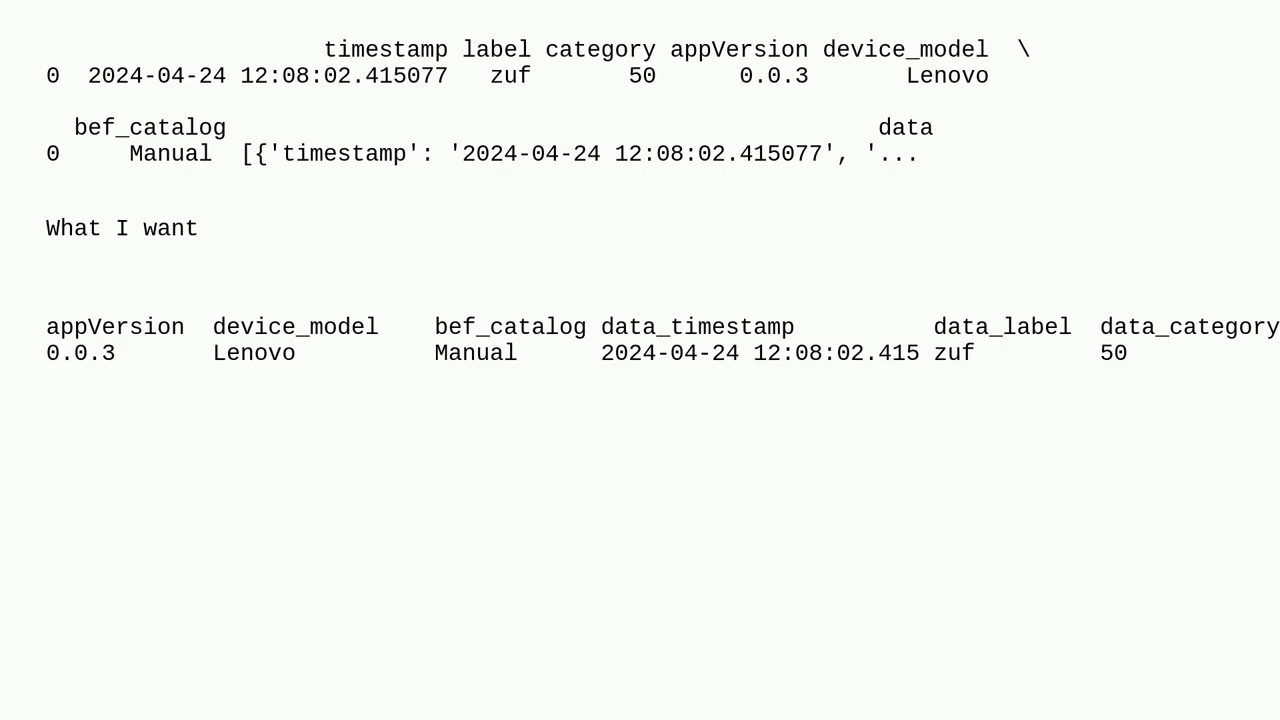 timestamp label category appVersion device_model \
0 2024-04-24 12:08:02.415077 zuf 50 0.0.3 Lenovo
bef_catalog data
0 Manual [{'timestamp': '2024-04-24 12:08:02.415077', '...
What I want
appVersion device_model bef_catalog data_timestamp data_label data_category
0.0.3 Lenovo Manual 2024-04-24 12:08:02.415 zuf 50